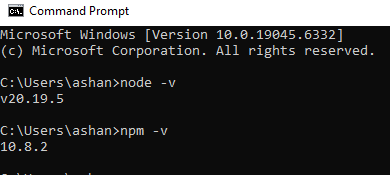 Command Prompt
Microsoft Windows [Version 10.0.19045.6332]
(c) Microsoft Corporation. All rights reserved.
C:\Users\ashan>node -v
v20.19.5
C:\Users\ashan>npm -v
10.8.2